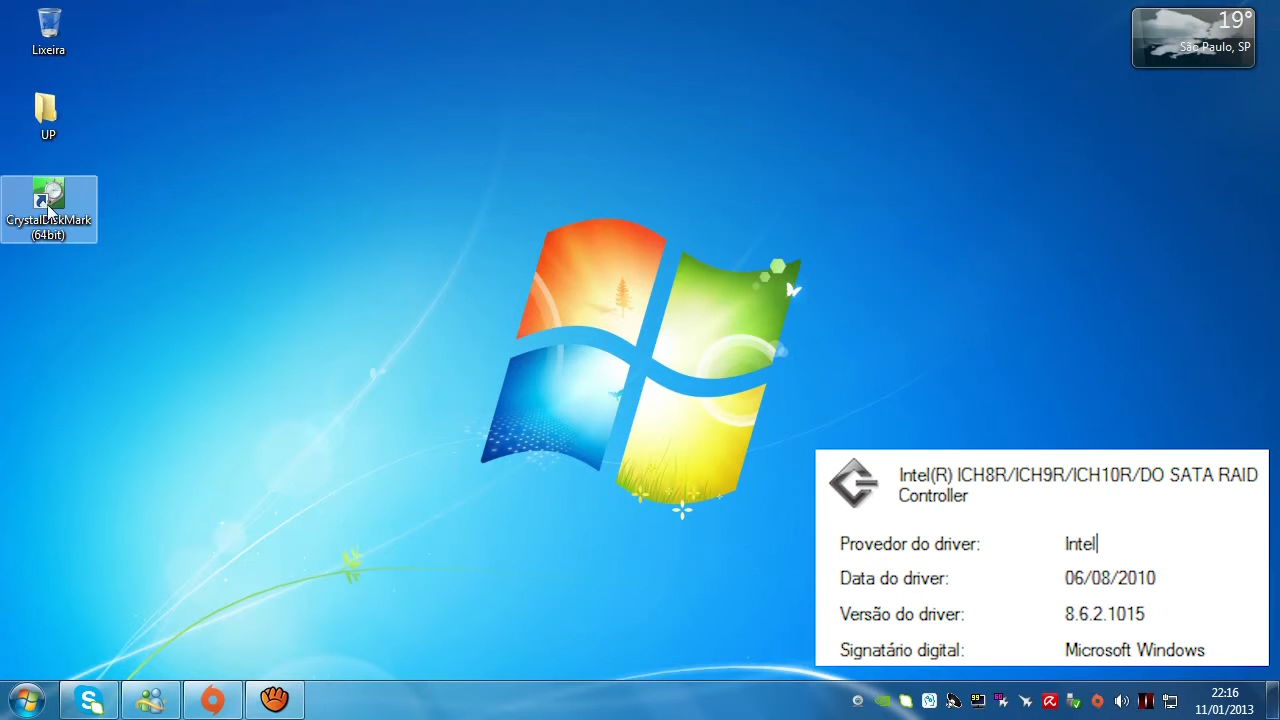 Lixeira
UP
CrystalDiskMark
(64bit)
19°
São Paulo, SP
Intel(R) ICH8R/ICH9R/ICH10R/DO SATA RAID
Controller
Provedor do driver: Intel
Data do driver: 06/08/2010
Versão do driver: 8.6.2.1015
Signatário digital: Microsoft Windows
22:16
11/01/2013